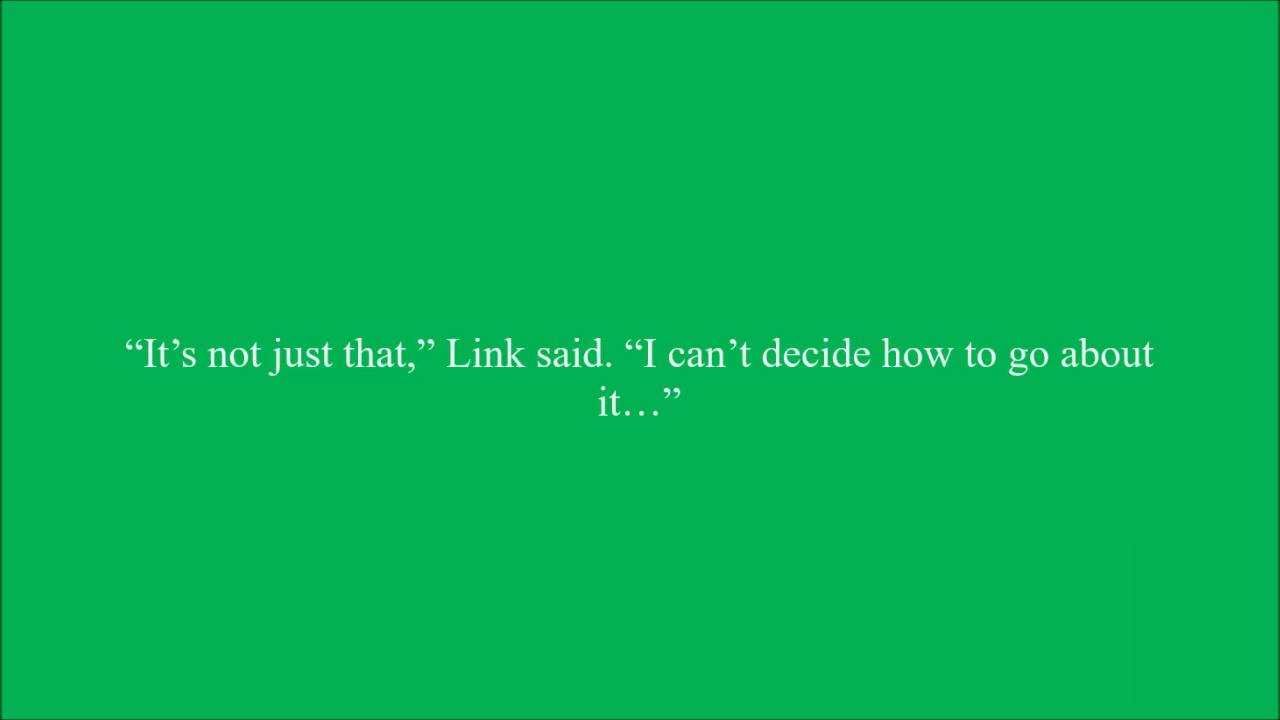 “It’s not just that,” Link said. “I can’t decide how to go about
it…”